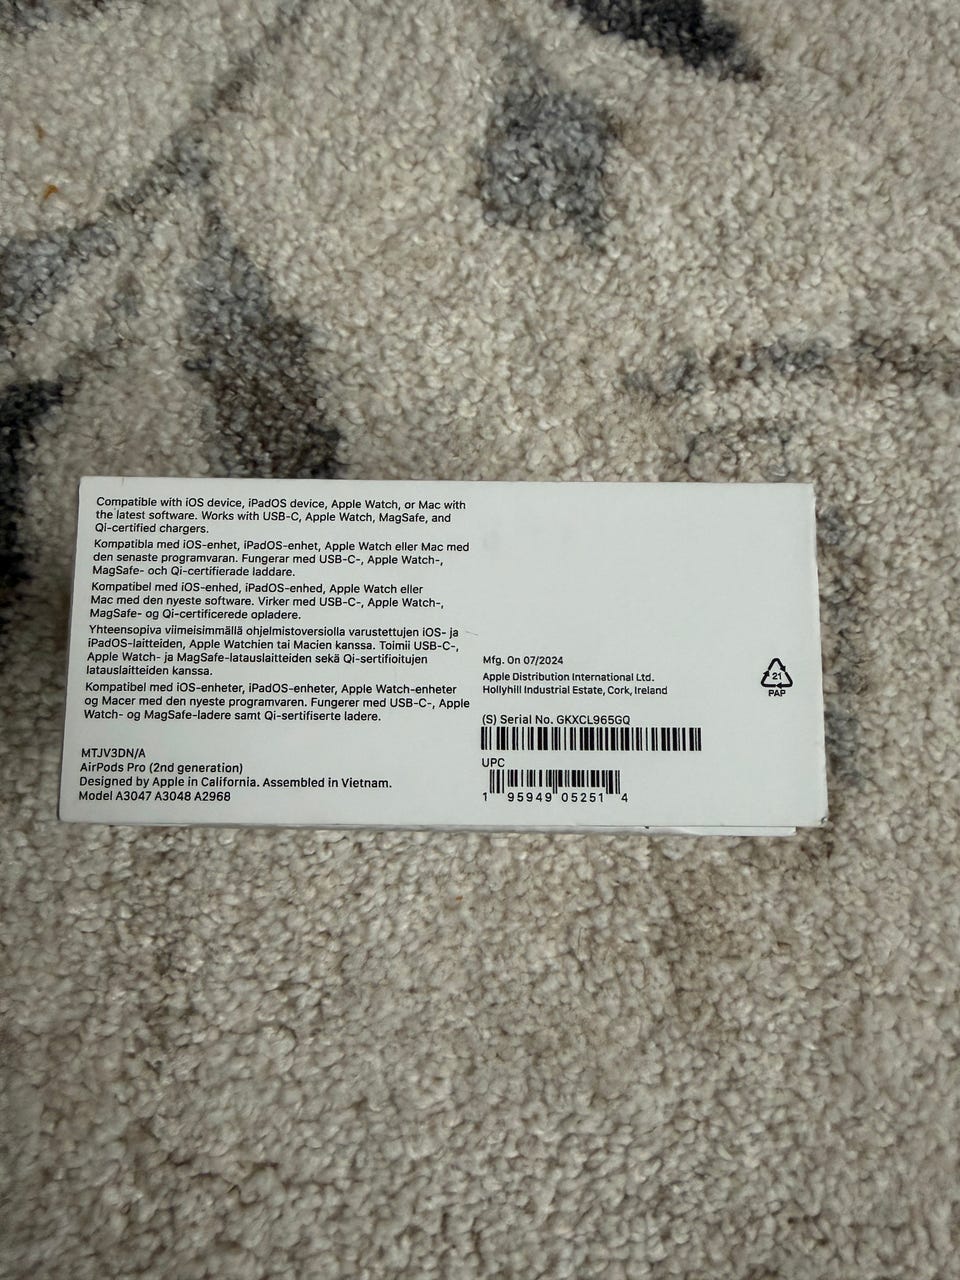 Compatible with iOS device, iPadOS device, Apple Watch, or Mac with
the latest software. Works with USB-C, Apple Watch, MagSafe, and
Qi-certified chargers.
Kompatibla med iOS-enhet, iPadOS-enhet, Apple Watch eller Mac med
den senaste programvaran. Fungerar med USB-C-, Apple Watch-,
MagSafe- och Qi-certifierade laddare.
Kompatibel med iOS-enhed, iPadOS-enhed, Apple Watch eller
Mac med den nyeste software. Virker med USB-C-, Apple Watch-,
MagSafe- og Qi-certificerede opladere.
Yhteensopiva viimeisimmällä ohjelmistoversiolla varustettujen iOS- ja
iPadOS-laitteiden, Apple Watchien tai Macien kanssa. Toimii USB-C-,
Apple Watch- ja MagSafe-latauslaitteiden sekä Qi-sertifioitujen
latauslaitteiden kanssa.
Kompatibel med iOS-enheter, iPadOS-enheter, Apple Watch-enheter
og Macer med den nyeste programvaren. Fungerer med USB-C-, Apple
Watch- og MagSafe-ladere samt Qi-sertifiserte ladere.
MTJV3DN/A
AirPods Pro (2nd generation)
Designed by Apple in California. Assembled in Vietnam.
Model A3047 A3048 A2968
Mfg. On 07/2024
Apple Distribution International Ltd.
Hollyhill Industrial Estate, Cork, Ireland
(S) Serial No. GKXCL965GQ
UPC
1 95949 05251 4
21
PAP